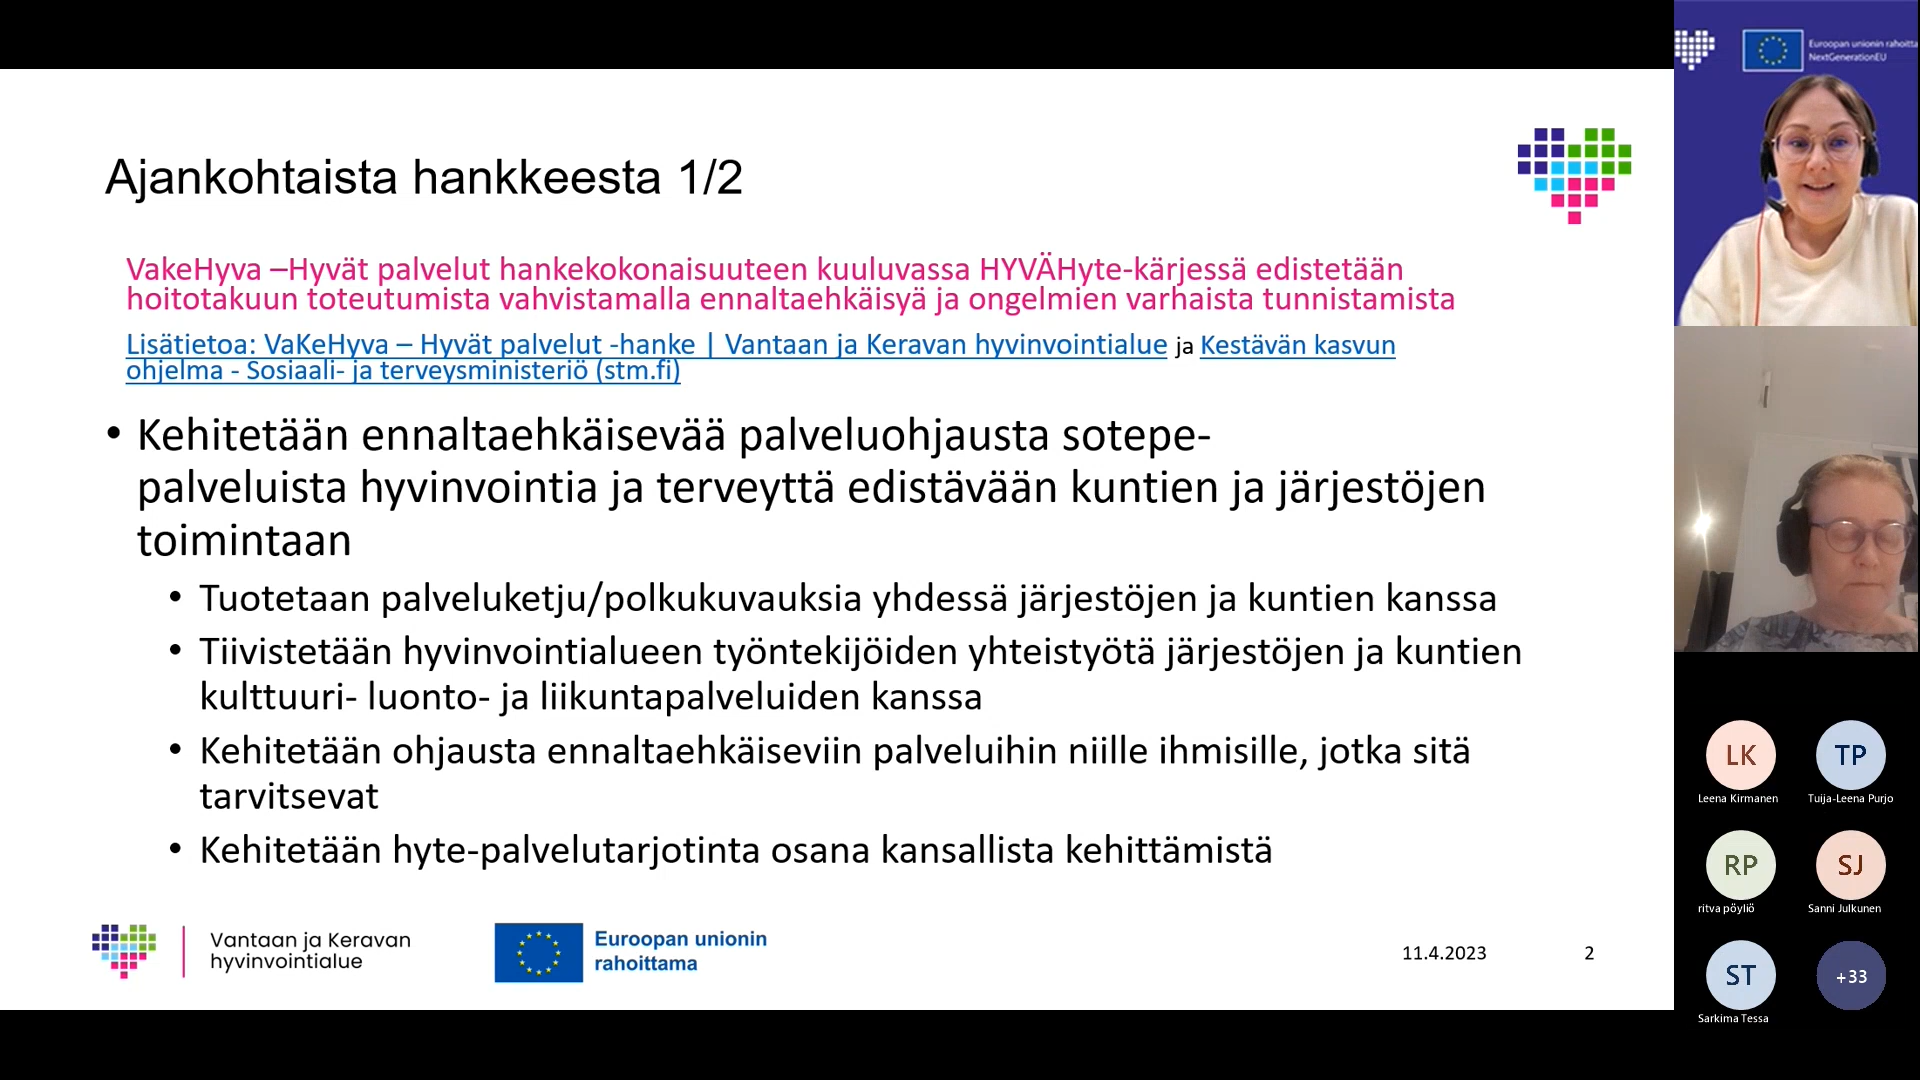 Ajankohtaista hankkeesta 1/2
VakeHyva –Hyvät palvelut hankekokonaisuuteen kuuluvassa HYVÄHyte-kärjessä edistetään
hoitotakuun toteutumista vahvistamalla ennaltaehkäisyä ja ongelmien varhaista tunnistamista
Lisätietoa: VaKeHyva – Hyvät palvelut -hanke | Vantaan ja Keravan hyvinvointialue ja Kestävän kasvun
ohjelma - Sosiaali- ja terveysministeriö (stm.fi)
• Kehitetään ennaltaehkäisevää palveluohjausta sotepe-
palveluista hyvinvointia ja terveyttä edistävään kuntien ja järjestöjen
toimintaan
• Tuotetaan palveluketju/polkukuvauksia yhdessä järjestöjen ja kuntien kanssa
• Tiivistetään hyvinvointialueen työntekijöiden yhteistyötä järjestöjen ja kuntien
kulttuuri- luonto- ja liikuntapalveluiden kanssa
• Kehitetään ohjausta ennaltaehkäiseviin palveluihin niille ihmisille, jotka sitä
tarvitsevat
• Kehitetään hyte-palvelutarjotinta osana kansallista kehittämistä
Vantaan ja Keravan
hyvinvointialue
Euroopan unionin
rahoittama
11.4.2023
2
Euroopan unionin rahoitta
NextGenerationEU
LK
Leena Kirmanen
TP
Tuija-Leena Purjo
RP
ritva pöyliö
SJ
Sanni Julkunen
ST
Sarkima Tessa
+33